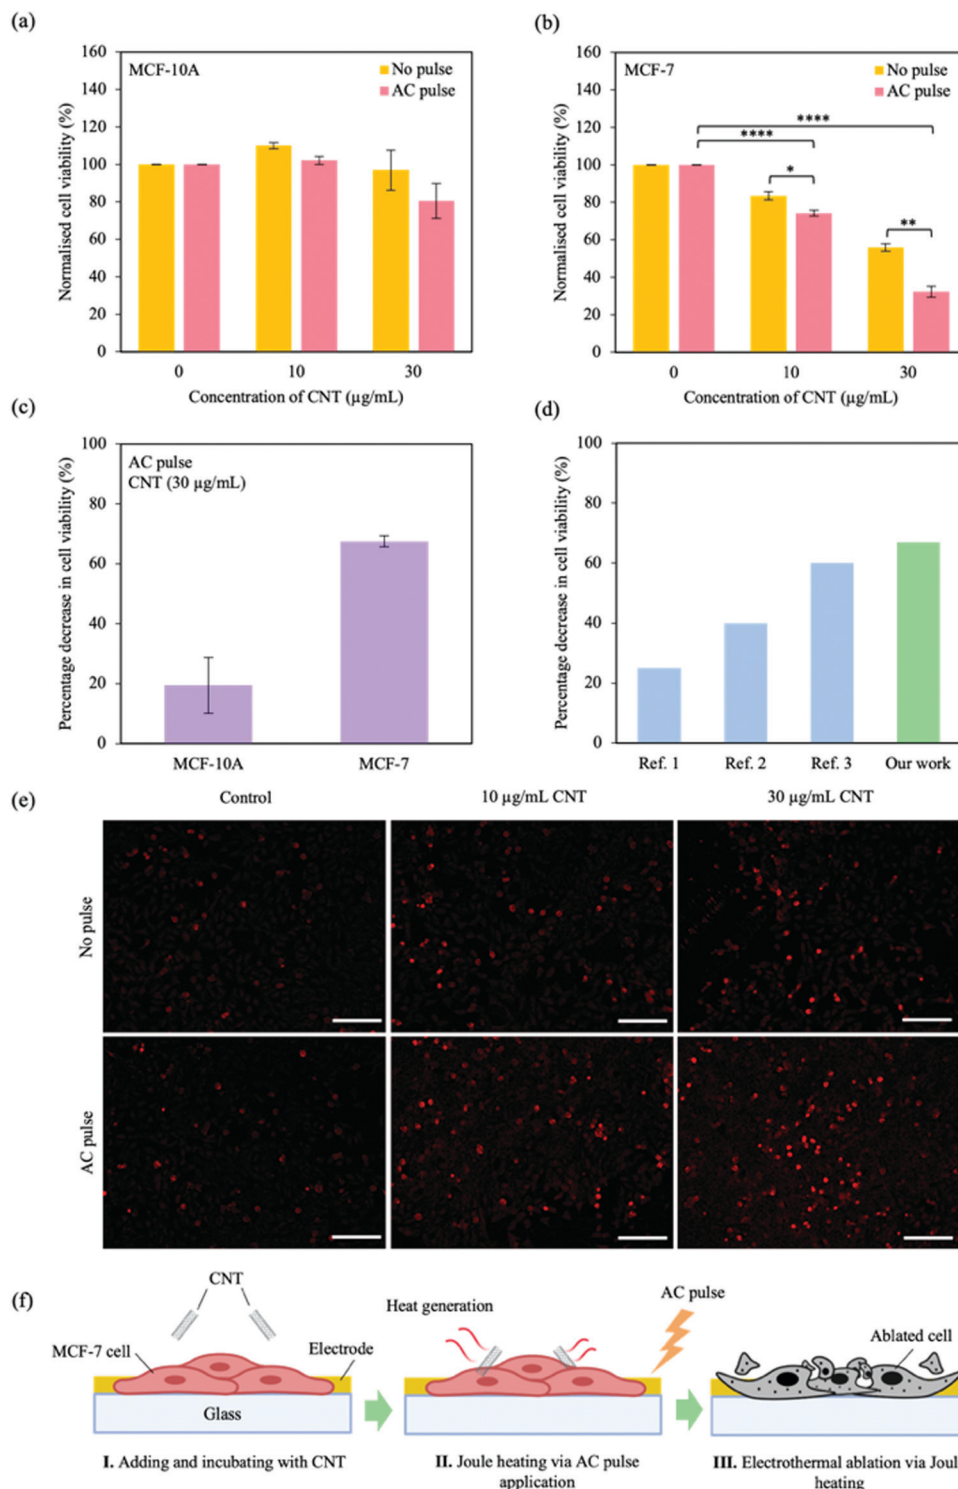 (a)
160
140
120
100
80
60
40
20
0
Normalised cell viability (%)
MCF-10A
No pulse
AC pulse
0
10
30
Concentration of CNT (µg/mL)
(b)
160
140
120
100
80
60
40
20
0
Normalised cell viability (%)
MCF-7
No pulse
AC pulse
****
****
*
**
0
10
30
Concentration of CNT (µg/mL)
(c)
100
80
60
40
20
0
Percentage decrease in cell viability (%)
AC pulse
CNT (30 µg/mL)
MCF-10A
MCF-7
(d)
100
80
60
40
20
0
Percentage decrease in cell viability (%)
Ref. 1
Ref. 2
Ref. 3
Our work
(e)
Control
10 µg/mL CNT
30 µg/mL CNT
No pulse
AC pulse
(f)
CNT
MCF-7 cell
Electrode
Glass
I. Adding and incubating with CNT
Heat generation
AC pulse
II. Joule heating via AC pulse
application
Ablated cell
III. Electrothermal ablation via Joul
heating